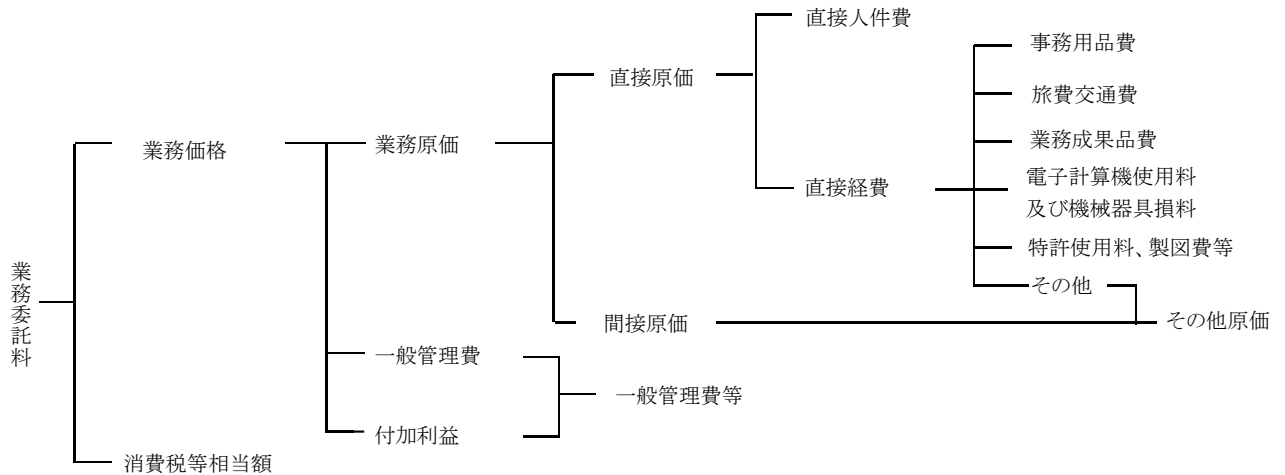 業務委託料
業務価格
消費税等相当額
業務原価
一般管理費
付加利益
一般管理費等
直接原価
間接原価
直接人件費
直接経費
事務用品費
旅費交通費
業務成果品費
電子計算機使用料
及び機械器具損料
特許使用料、製図費等
その他
その他原価